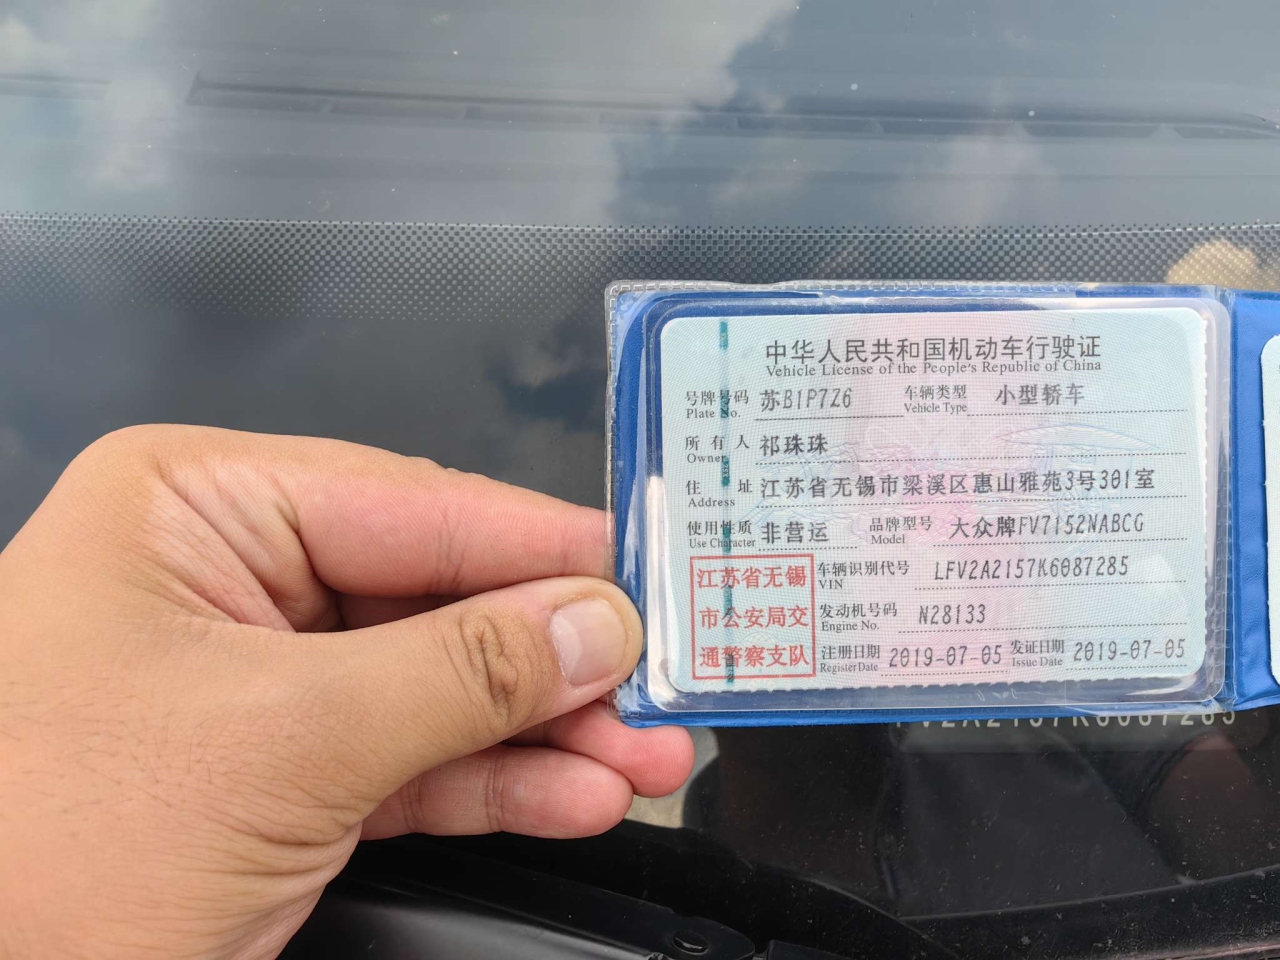 中华人民共和国机动车行驶证
Vehicle License of the People's Republic of China
号牌号码 苏B1P7Z6 车辆类型 小型轿车
Plate No. Vehicle Type
所有人 祁珠珠
Owner
住址 江苏省无锡市梁溪区惠山雅苑3号301室
Address
使用性质 非营运 品牌型号 大众牌FV7152NABCG
Use Character Model
江苏省无锡
市公安局交
通警察支队
车辆识别代号 LFV2A2157K6087285
VIN
发动机号码 N28133
Engine No.
注册日期 2019-07-05 发证日期 2019-07-05
Register Date Issue Date